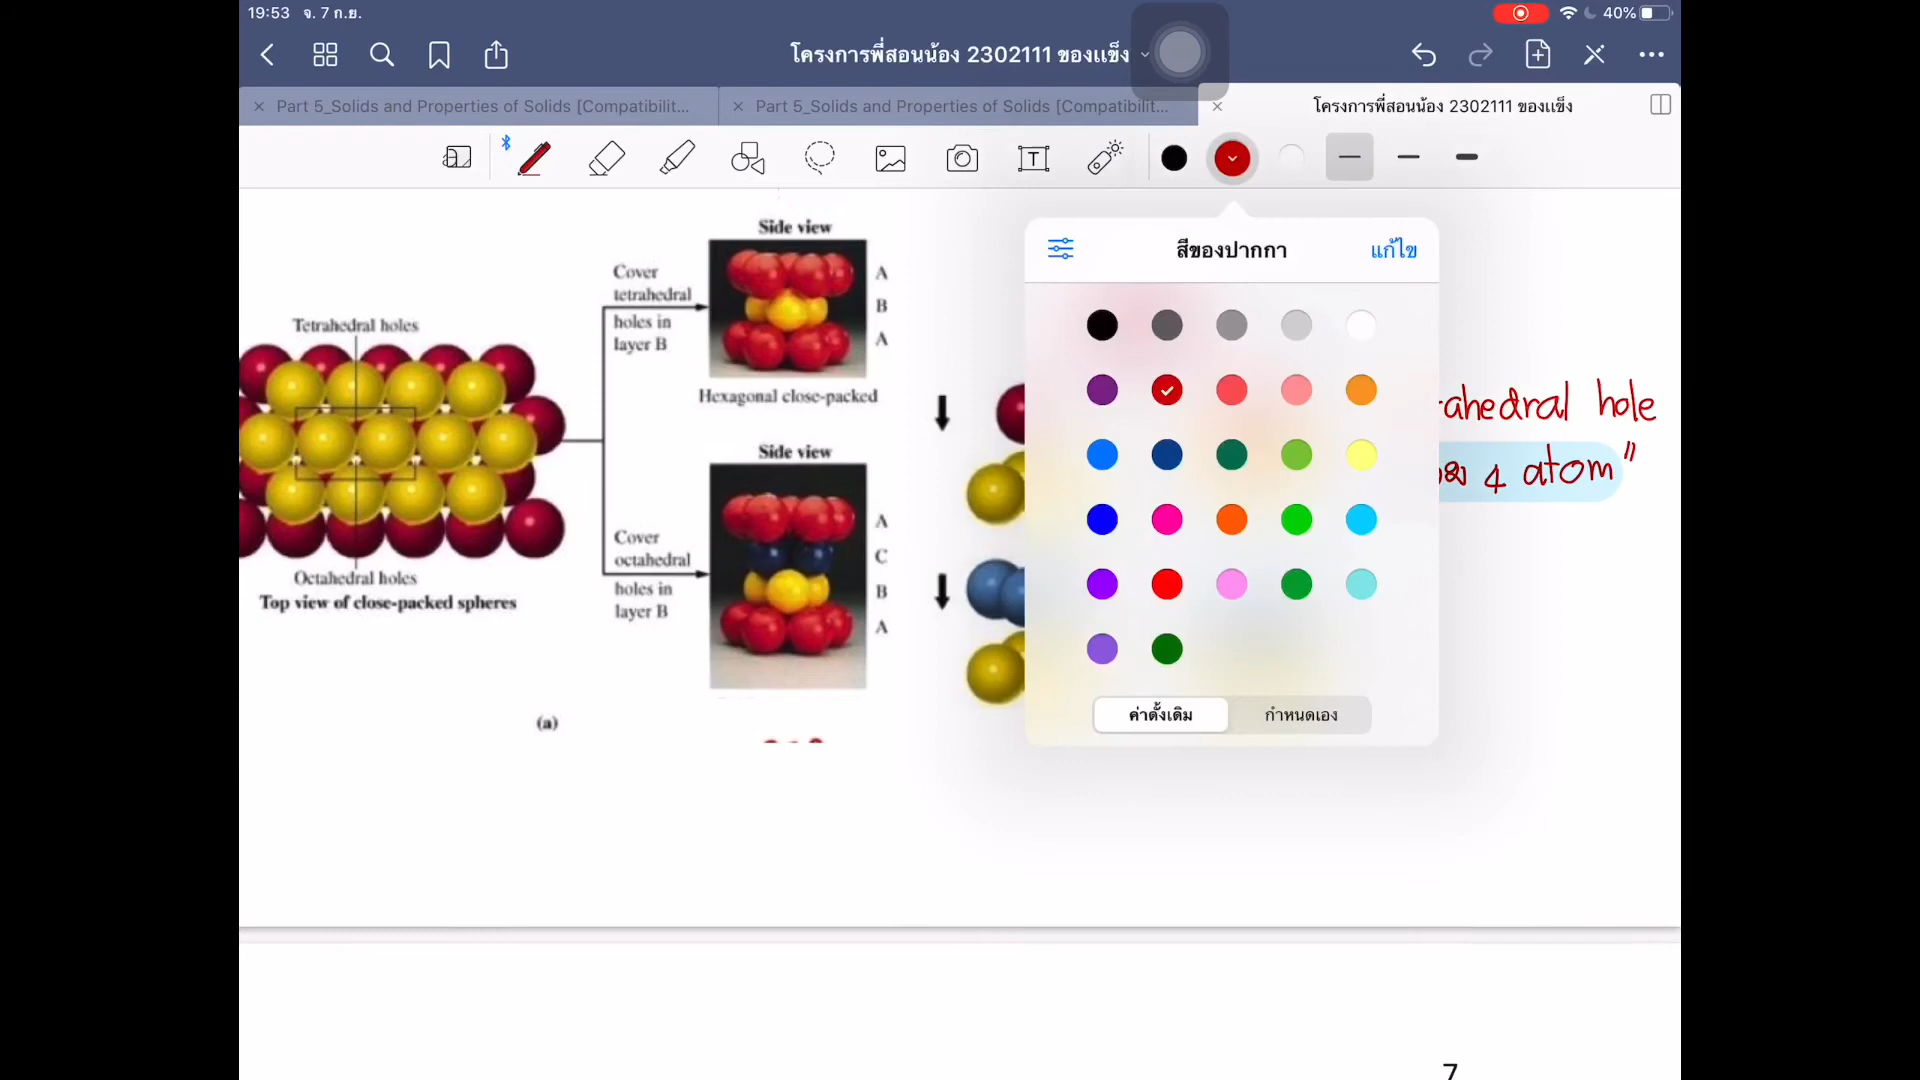 19:53 จ. 7 ก.ย.
40%
โครงการพี่สอนน้อง 2302111 ของแข็ง
Part 5_Solids and Properties of Solids [Compatibilit...
Part 5_Solids and Properties of Solids [Compatibilit...
โครงการพี่สอนน้อง 2302111 ของแข็ง
สีของปากกา
แก้ไข
ค่าดั้งเดิม
กำหนดเอง
Side view
Cover
tetrahedral
holes in
layer B
A
B
A
Hexagonal close-packed
Tetrahedral holes
Octahedral holes
Top view of close-packed spheres
Side view
Cover
octahedral
holes in
layer B
A
C
B
A
(a)
ahedral hole
4 atom"
7